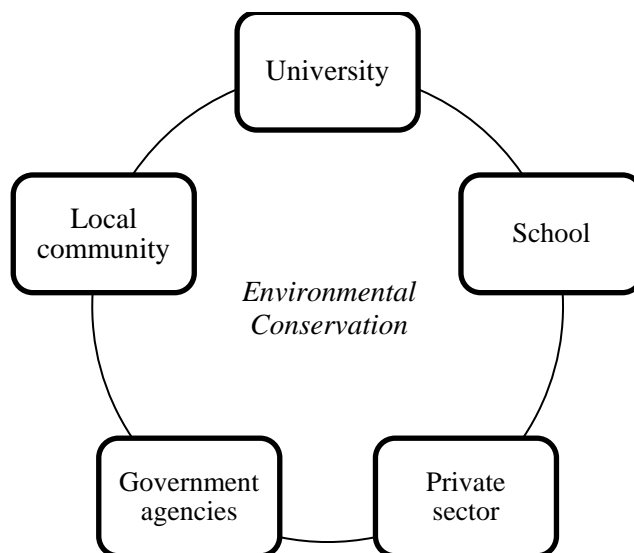 University
Local
community
School
Environmental
Conservation
Government
agencies
Private
sector